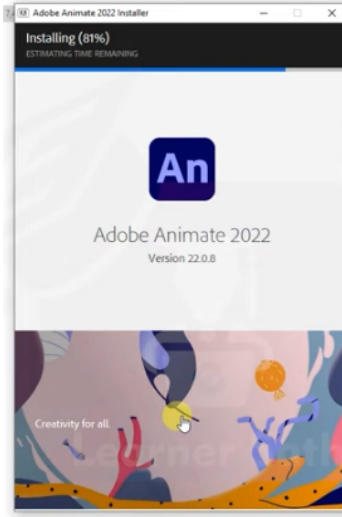 Adobe Animate 2022 Installer
Installing (81%)
ESTIMATING TIME REMAINING
An
Adobe Animate 2022
Version 22.0.8
Creativity for all.
Learner